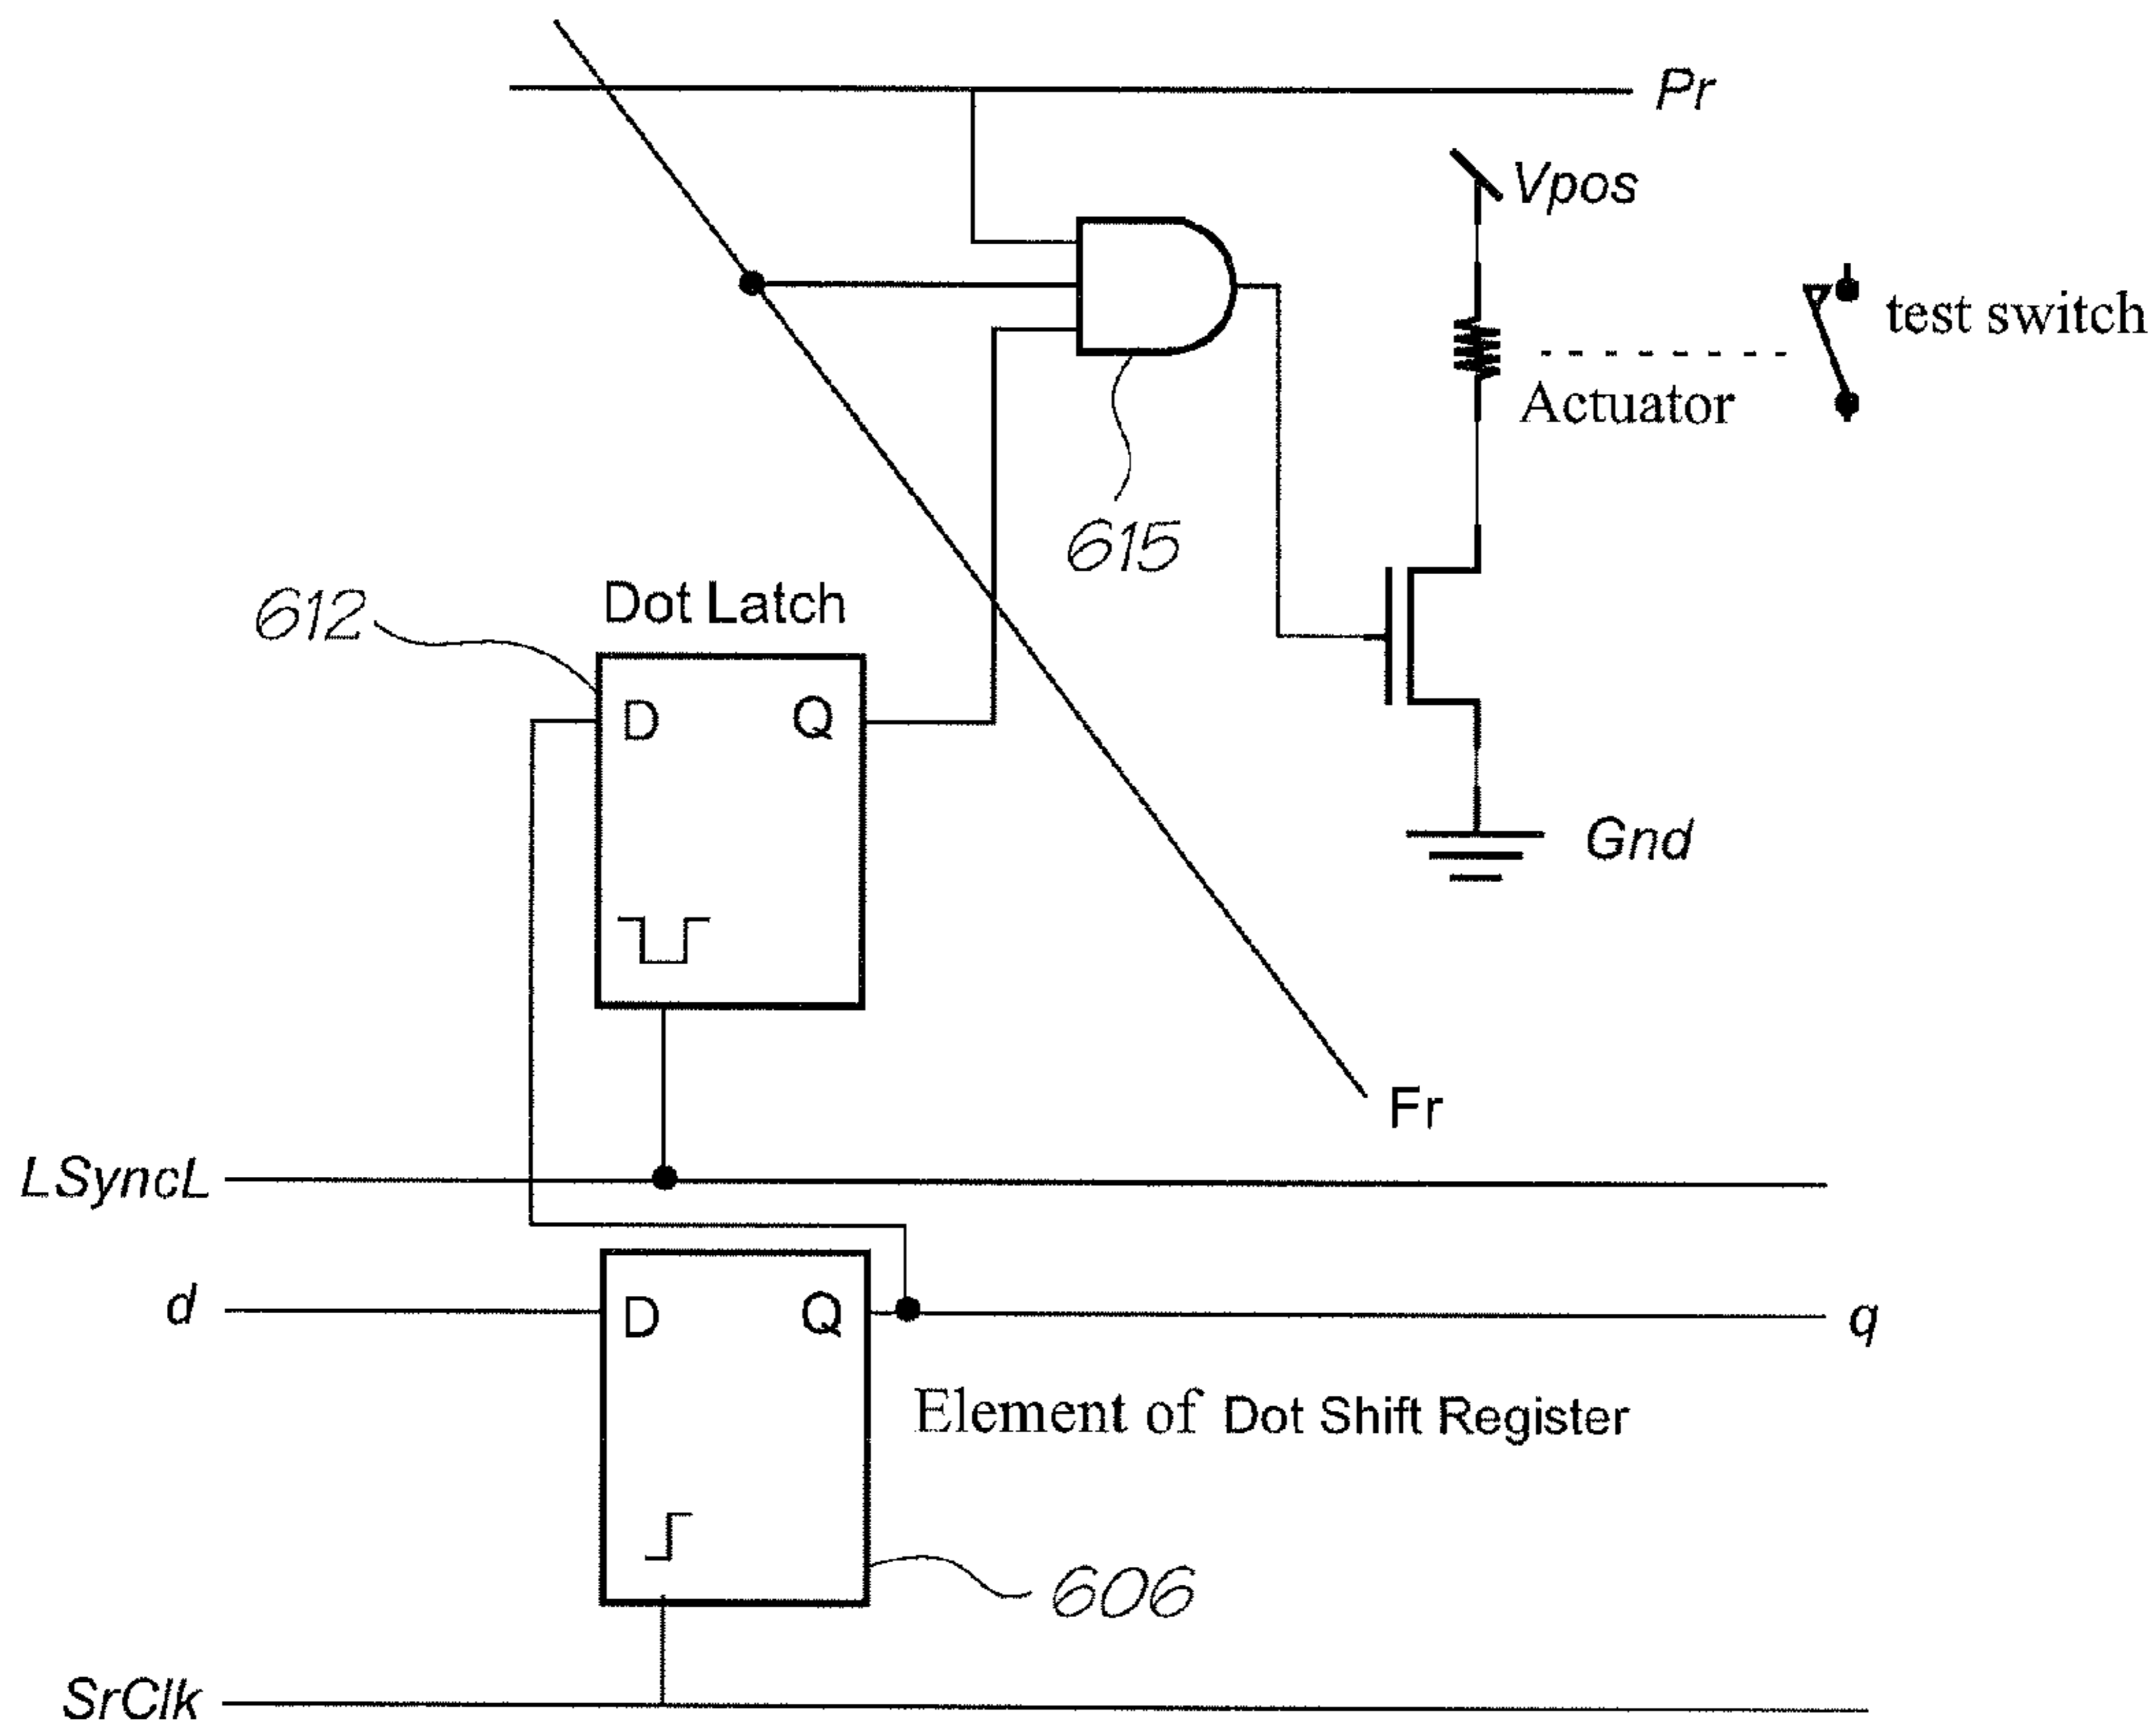 Pr
Vpos
test switch
Actuator
615
612
Dot Latch
D Q
Gnd
Fr
LSyncL
d
D Q
q
Element of Dot Shift Register
606
SrClk